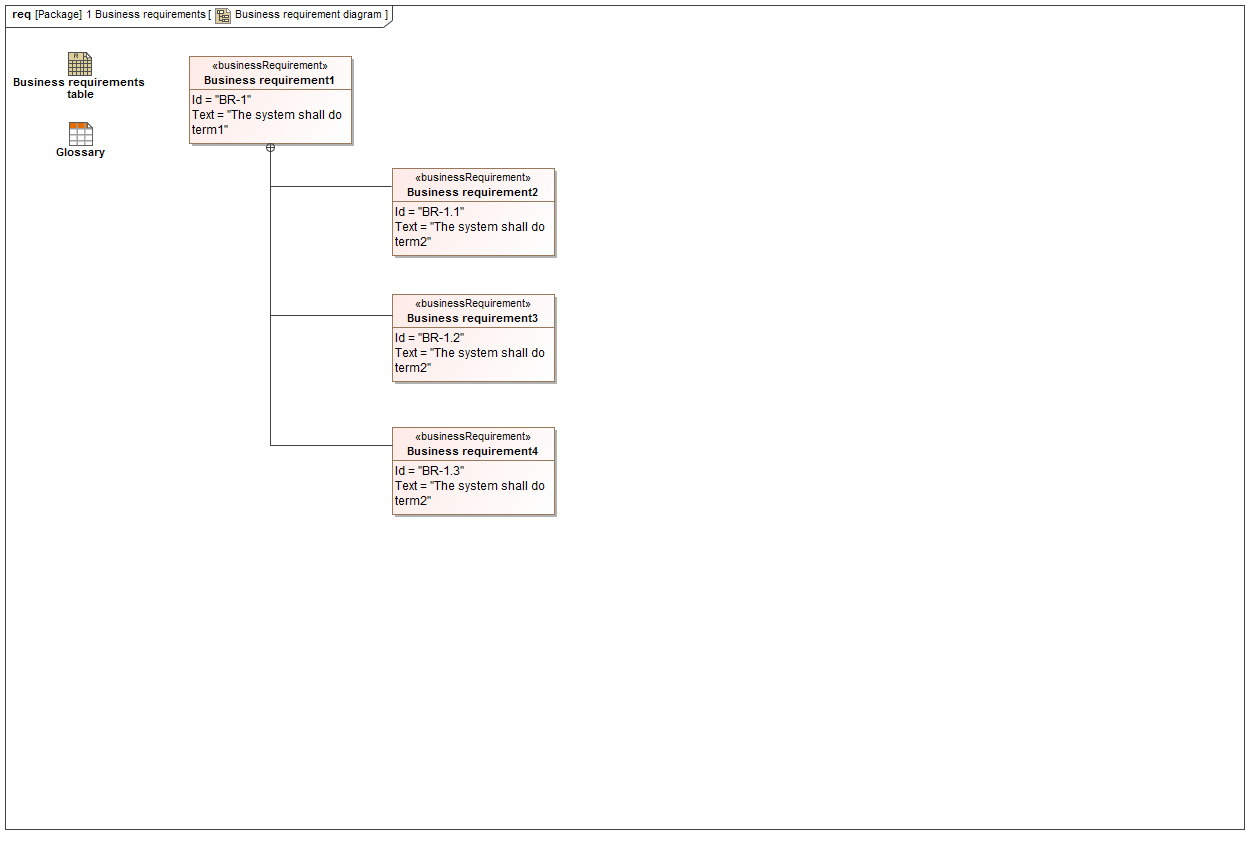 req [Package] 1 Business requirements [ Business requirement diagram ]
Business requirements
table
Glossary
«businessRequirement»
Business requirement1
Id = "BR-1"
Text = "The system shall do
term1"
«businessRequirement»
Business requirement2
Id = "BR-1.1"
Text = "The system shall do
term2"
«businessRequirement»
Business requirement3
Id = "BR-1.2"
Text = "The system shall do
term2"
«businessRequirement»
Business requirement4
Id = "BR-1.3"
Text = "The system shall do
term2"